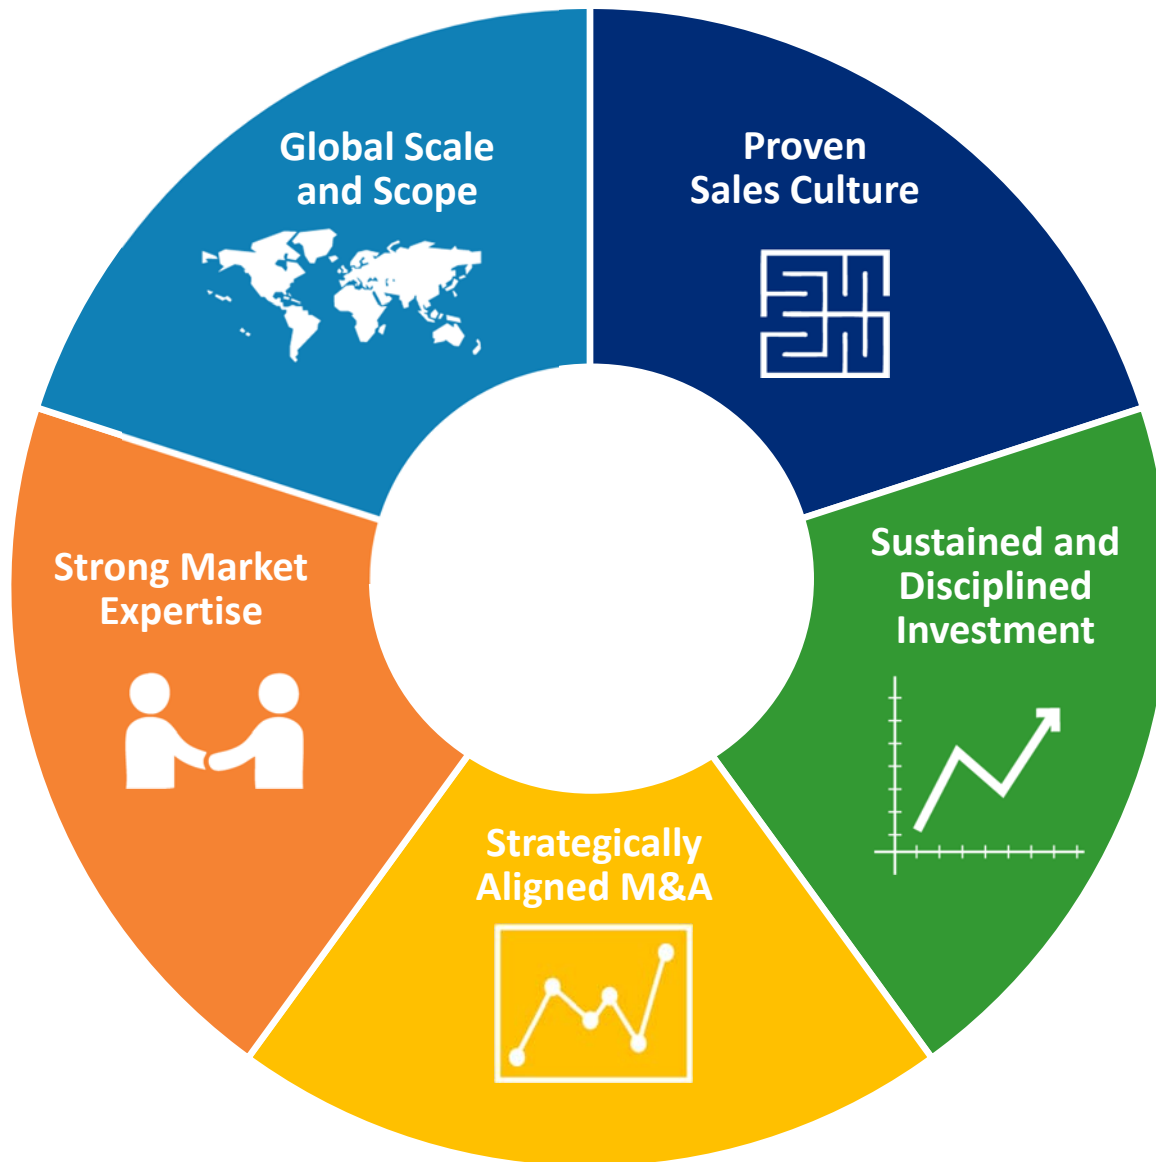 Global Scale
and Scope
Proven
Sales Culture
Sustained and
Disciplined
Investment
Strategically
Aligned M&A
Strong Market
Expertise